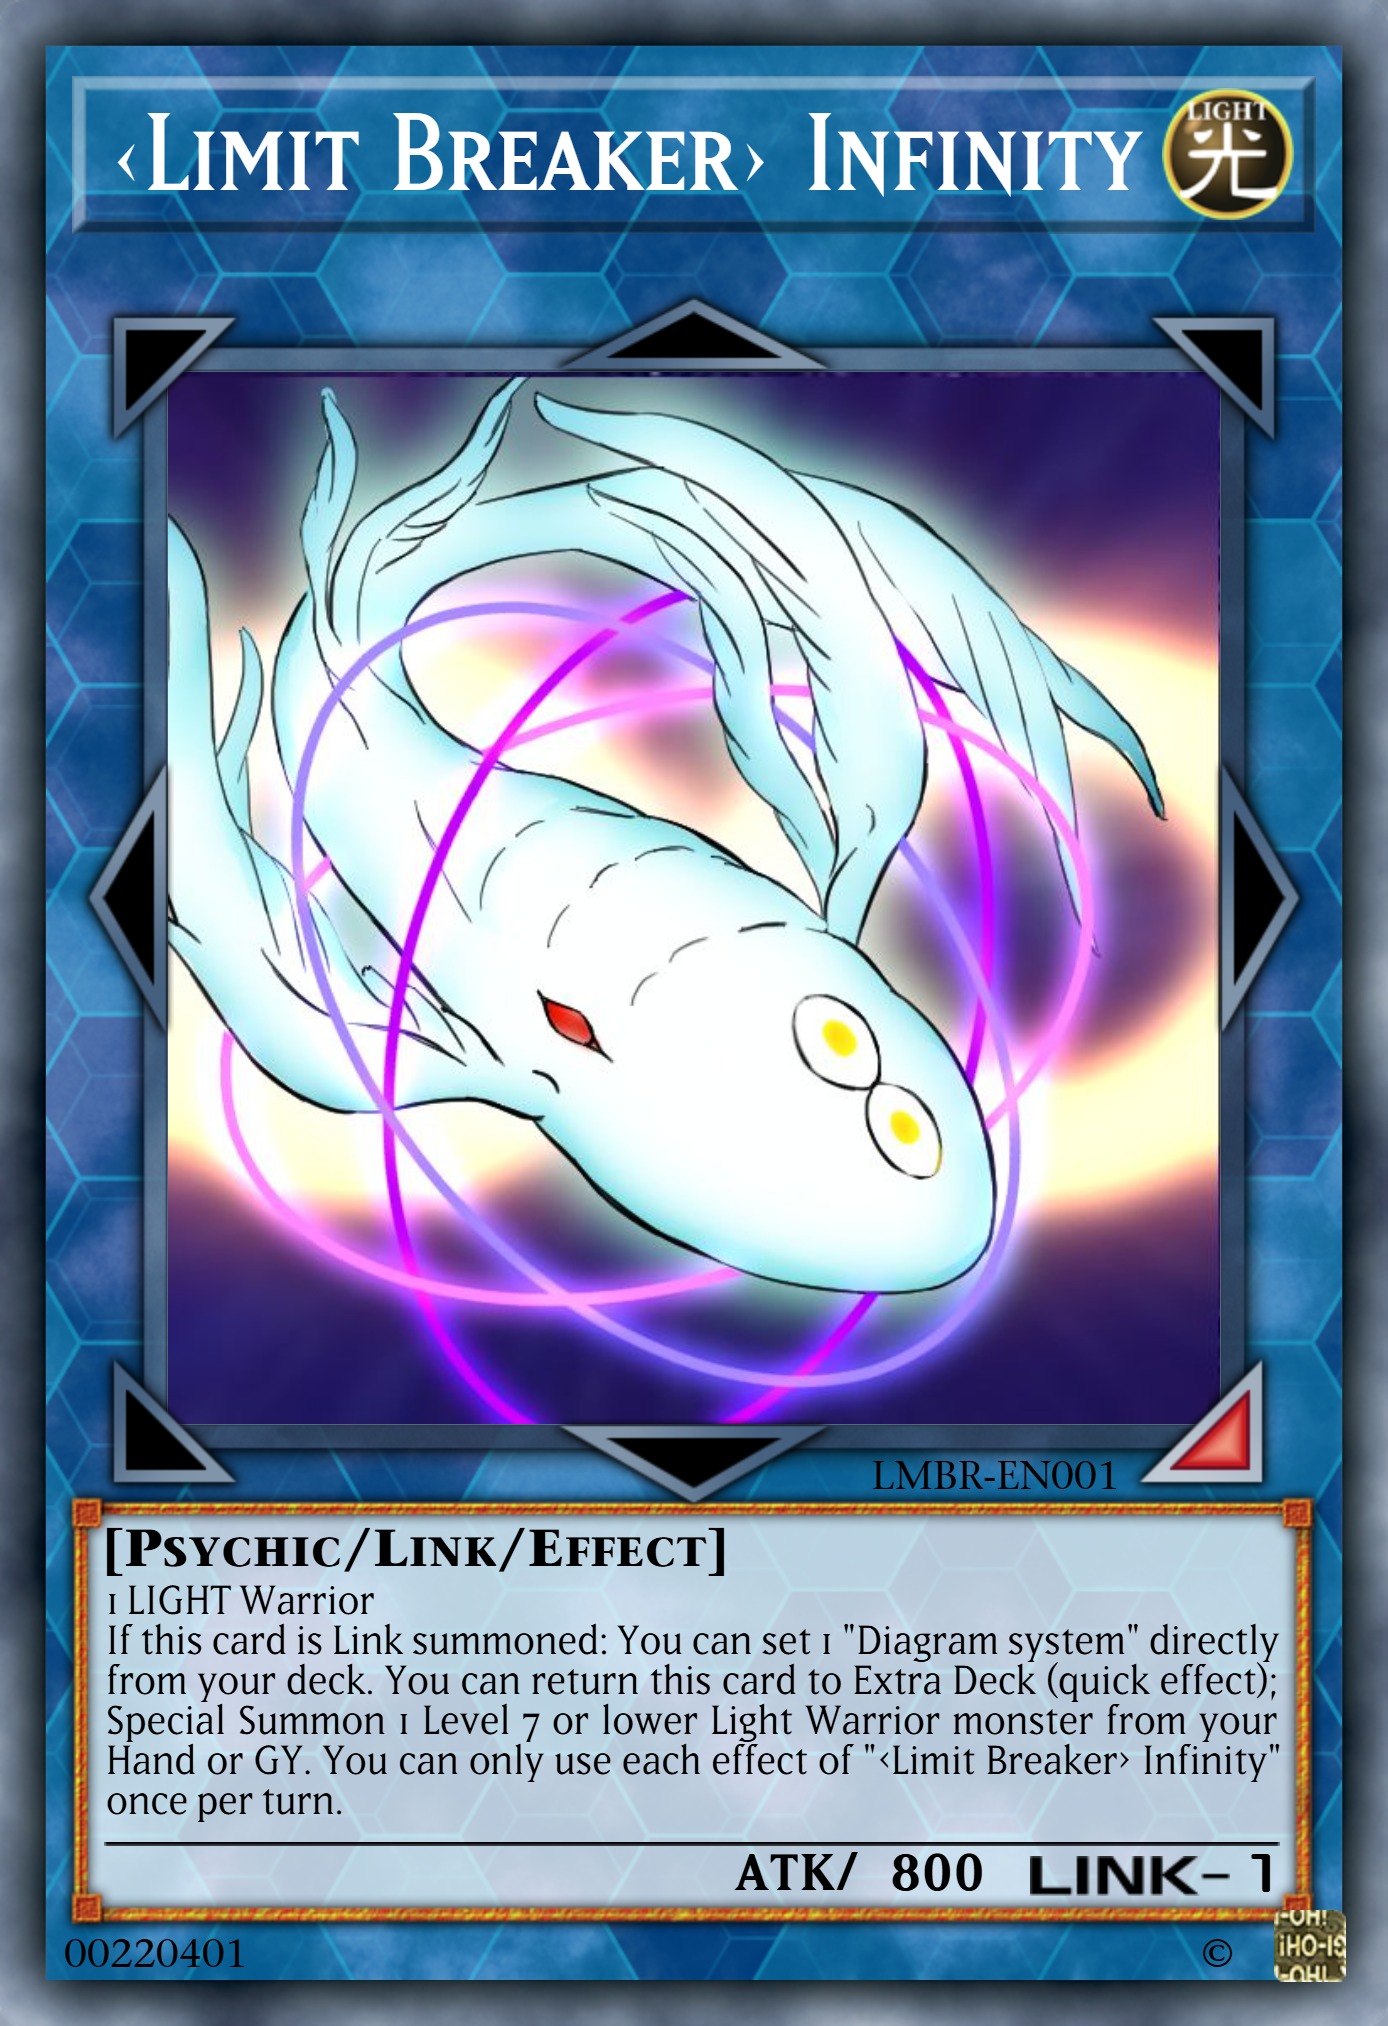 ‹Limit Breaker› Infinity
LIGHT
光
LMBR-EN001
[Psychic/Link/Effect]
1 LIGHT Warrior
If this card is Link summoned: You can set 1 "Diagram system" directly
from your deck. You can return this card to Extra Deck (quick effect);
Special Summon 1 Level 7 or lower Light Warrior monster from your
Hand or GY. You can only use each effect of "‹Limit Breaker› Infinity"
once per turn.
ATK/ 800 LINK-1
00220401 ©